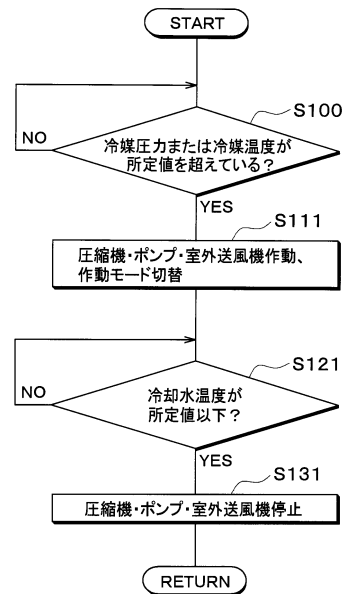 START
S100
冷媒圧力または冷媒温度が
所定値を超えている？
NO
YES
S111
圧縮機・ポンプ・室外送風機作動、
作動モード切替
S121
冷却水温度が
所定値以下？
NO
YES
S131
圧縮機・ポンプ・室外送風機停止
RETURN